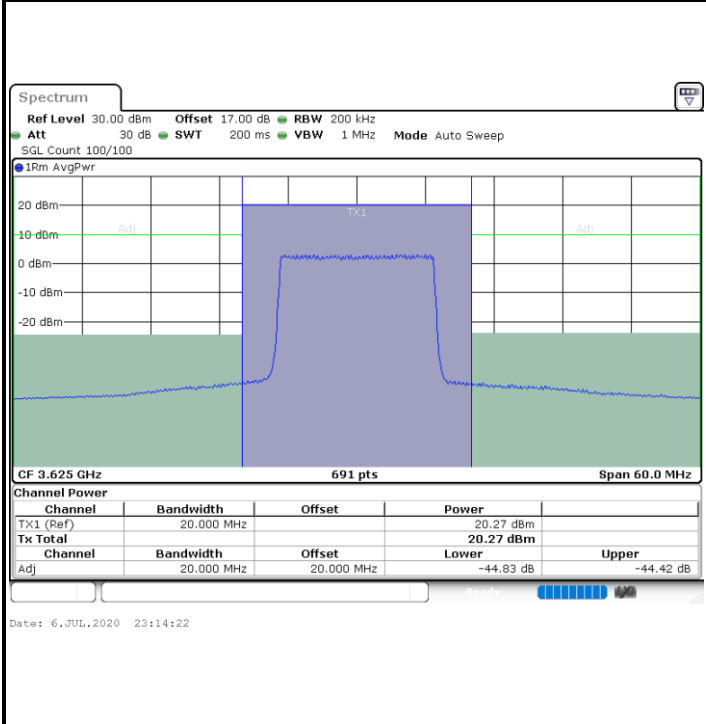 Spectrum
Ref Level 30.00 dBm Offset 17.00 dB RBW 200 kHz
Att 30 dB SWT 200 ms VBW 1 MHz Mode Auto Sweep
SGL Count 100/100
1Rm AvgPwr
TX1
20 dBm
Adj Adj
10 dBm
0 dBm
-10 dBm
-20 dBm
CF 3.625 GHz 691 pts Span 60.0 MHz
Channel Power
Channel Bandwidth Offset Power
TX1 (Ref) 20.000 MHz 20.27 dBm
Tx Total 20.27 dBm
Channel Bandwidth Offset Lower Upper
Adj 20.000 MHz 20.000 MHz -44.83 dB -44.42 dB
Ready
Date: 6.JUL.2020 23:14:22